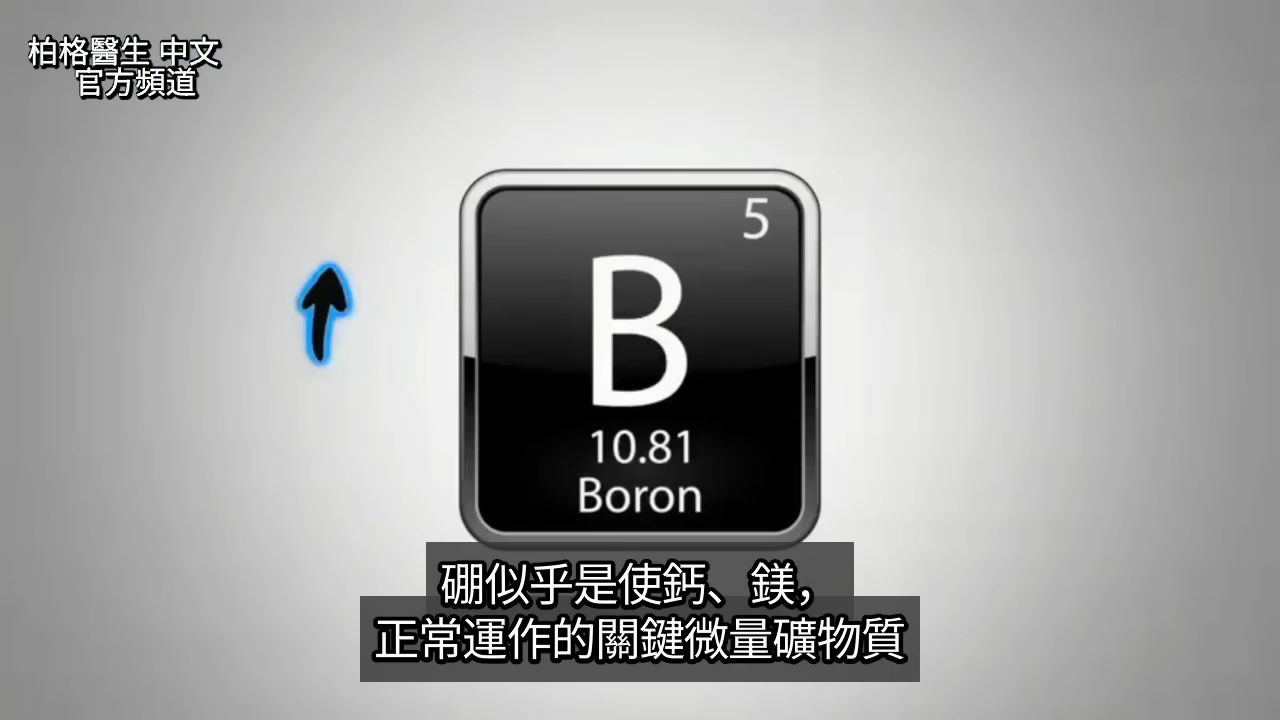 柏格醫生 中文
官方頻道
5
B
10.81
Boron
硼似乎是使鈣、鎂，
正常運作的關鍵微量礦物質